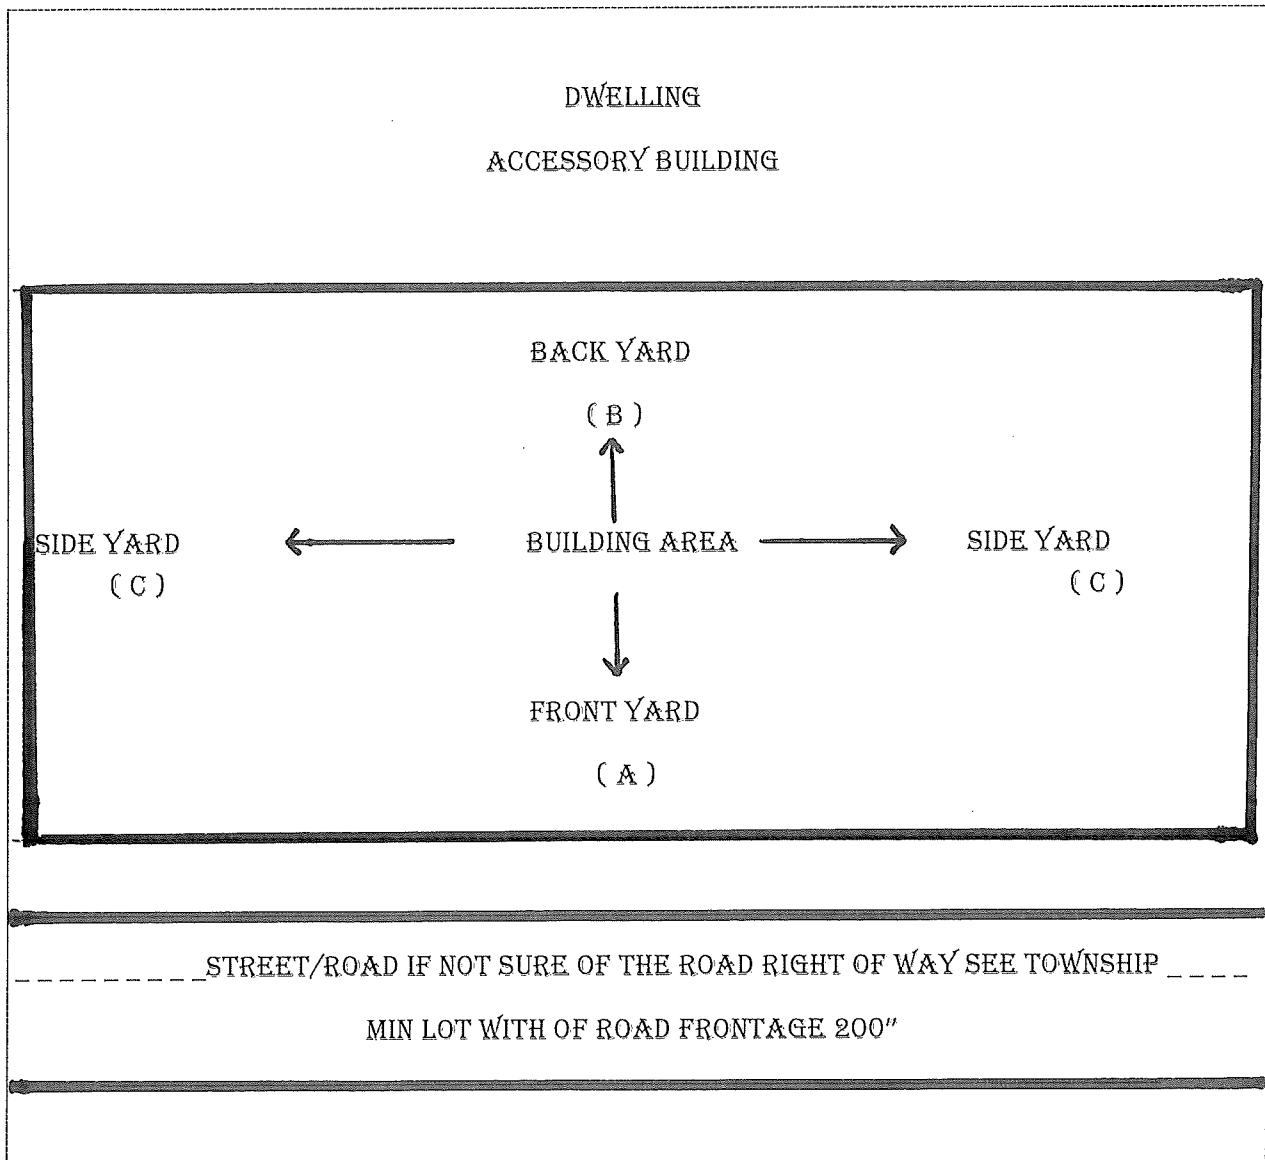 DWELLING
ACCESSORY BUILDING
BACK YARD
( B )
SIDE YARD
BUILDING AREA
SIDE YARD
( C )
( C )
FRONT YARD
( A )
_ _ _ _ _ _ _ _ _STREET/ROAD IF NOT SURE OF THE ROAD RIGHT OF WAY SEE TOWNSHIP _ _ _ _
MIN LOT WITH OF ROAD FRONTAGE 200"